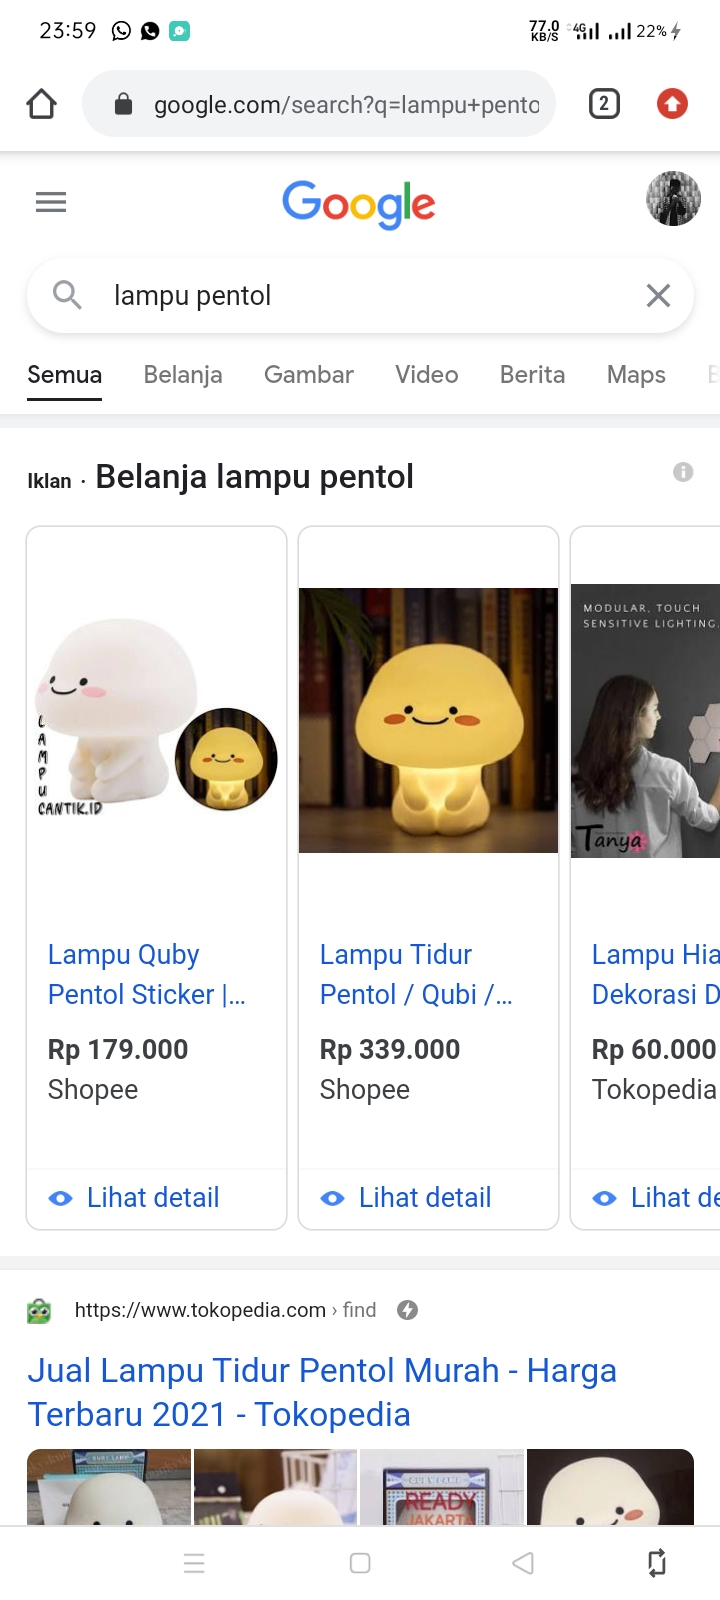 23:59
77.0
KB/S
4G
22%
google.com/search?q=lampu+pento
2
Google
lampu pentol
Semua Belanja Gambar Video Berita Maps
Iklan · Belanja lampu pentol
LAMPU
CANTIK.ID
MODULAR, TOUCH
SENSITIVE LIGHTING.
Tanya
Lampu Quby
Pentol Sticker |...
Rp 179.000
Shopee
Lihat detail
Lampu Tidur
Pentol / Qubi /...
Rp 339.000
Shopee
Lihat detail
Lampu Hia
Dekorasi D
Rp 60.000
Tokopedia
Lihat de
https://www.tokopedia.com › find
Jual Lampu Tidur Pentol Murah - Harga
Terbaru 2021 - Tokopedia
READY
JAKARTA